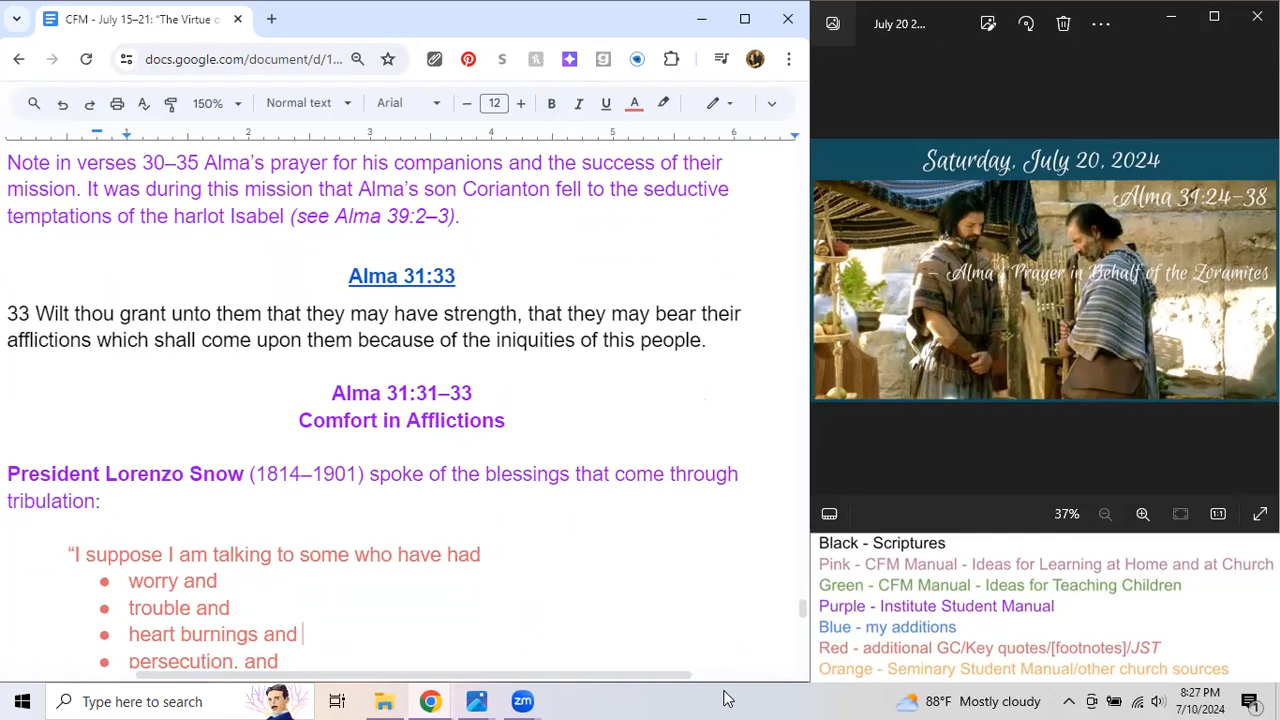 CFM - July 15–21: “The Virtue o
docs.google.com/document/d/1...
150%
Normal text
Arial
12
2
3
4
5
6
Note in verses 30–35 Alma’s prayer for his companions and the success of their
mission. It was during this mission that Alma’s son Corianton fell to the seductive
temptations of the harlot Isabel (see Alma 39:2–3).
Alma 31:33
33 Wilt thou grant unto them that they may have strength, that they may bear their
afflictions which shall come upon them because of the iniquities of this people.
Alma 31:31–33
Comfort in Afflictions
President Lorenzo Snow (1814–1901) spoke of the blessings that come through
tribulation:
“I suppose I am talking to some who have had
● worry and
● trouble and
● heart burnings and
● persecution, and
July 20 2...
Saturday, July 20, 2024
Alma 31:24-38
- Alma's Prayer in Behalf of the Zoramites
37%
1:1
Black - Scriptures
Pink - CFM Manual - Ideas for Learning at Home and at Church
Green - CFM Manual - Ideas for Teaching Children
Purple - Institute Student Manual
Blue - my additions
Red - additional GC/Key quotes/[footnotes]/JST
Orange - Seminary Student Manual/other church sources
Type here to search
zm
88°F Mostly cloudy
8:27 PM
7/10/2024